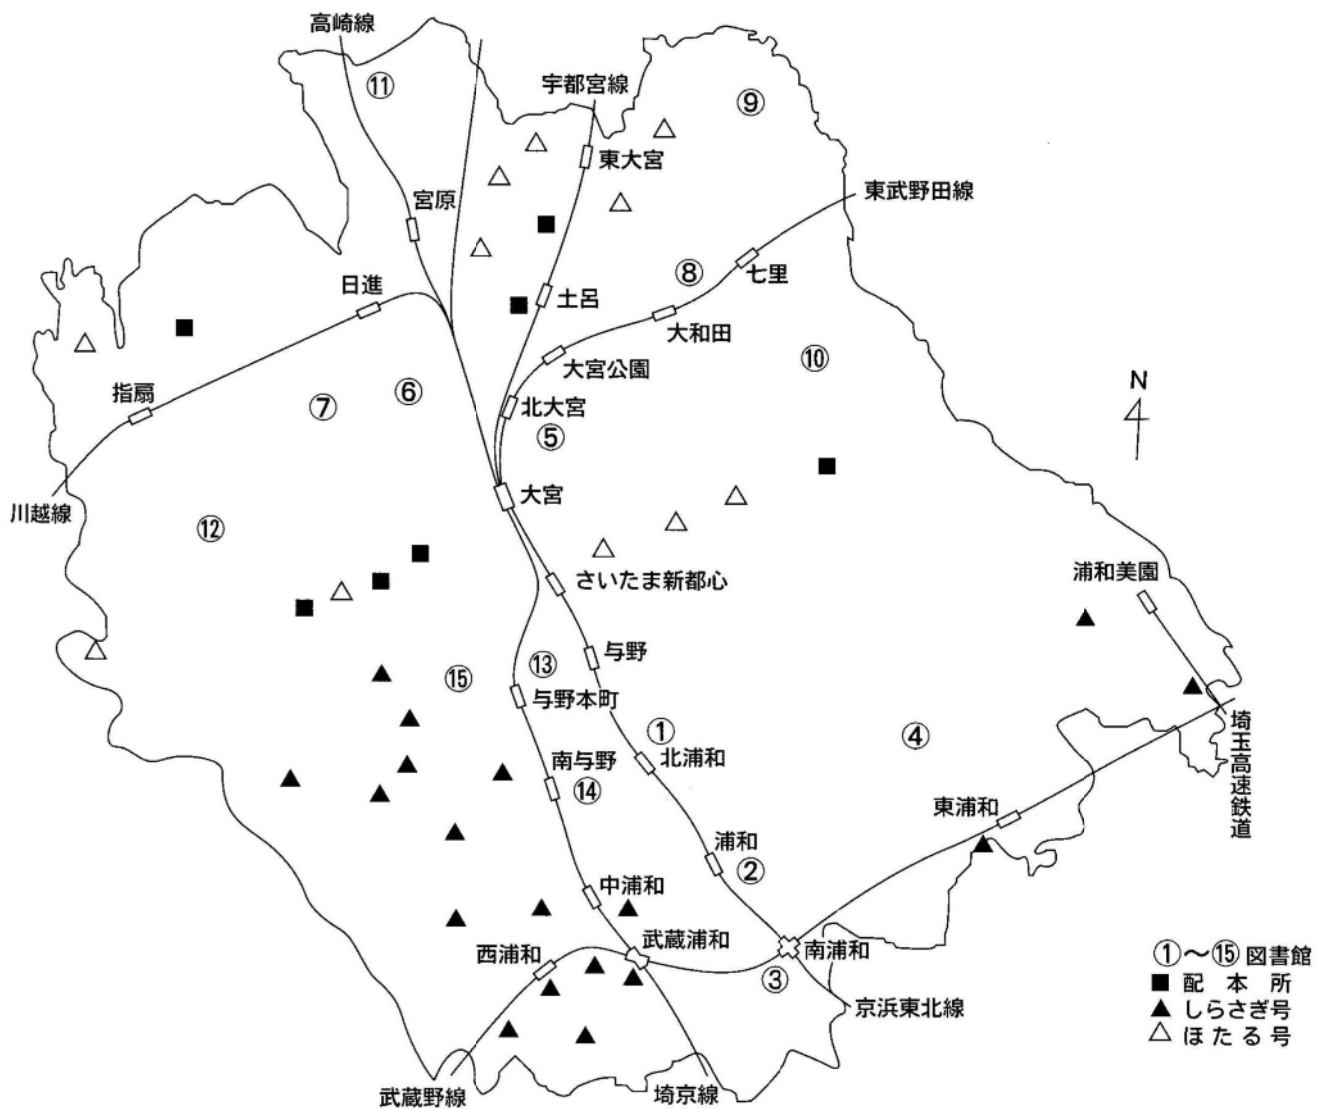 高崎線
⑪
宇都宮線
⑨
東大宮
宮原
東武野田線
⑧
七里
日進
土呂
大和田
⑩
大宮公園
N
指扇
⑦
⑥
北大宮
⑤
大宮
川越線
⑫
さいたま新都心
浦和美園
⑬
与野
⑮
与野本町
①
北浦和
④
南与野
⑭
埼玉高速鉄道
東浦和
浦和
②
中浦和
武蔵浦和
西浦和
南浦和
③
京浜東北線
武蔵野線
埼京線
①～⑮図書館
■ 配本所
▲ しらさぎ号
△ ほたる号